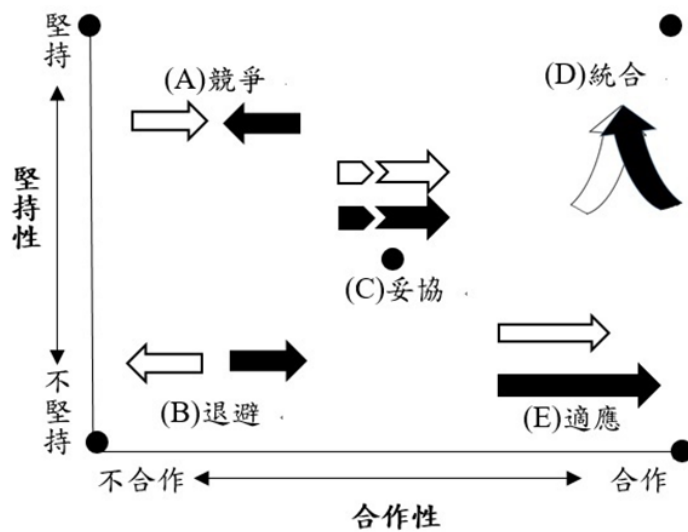 堅持
(A)競爭
(D)統合
堅持性
(C)妥協
不堅持
(B)退避
(E)適應
不合作
合作
合作性